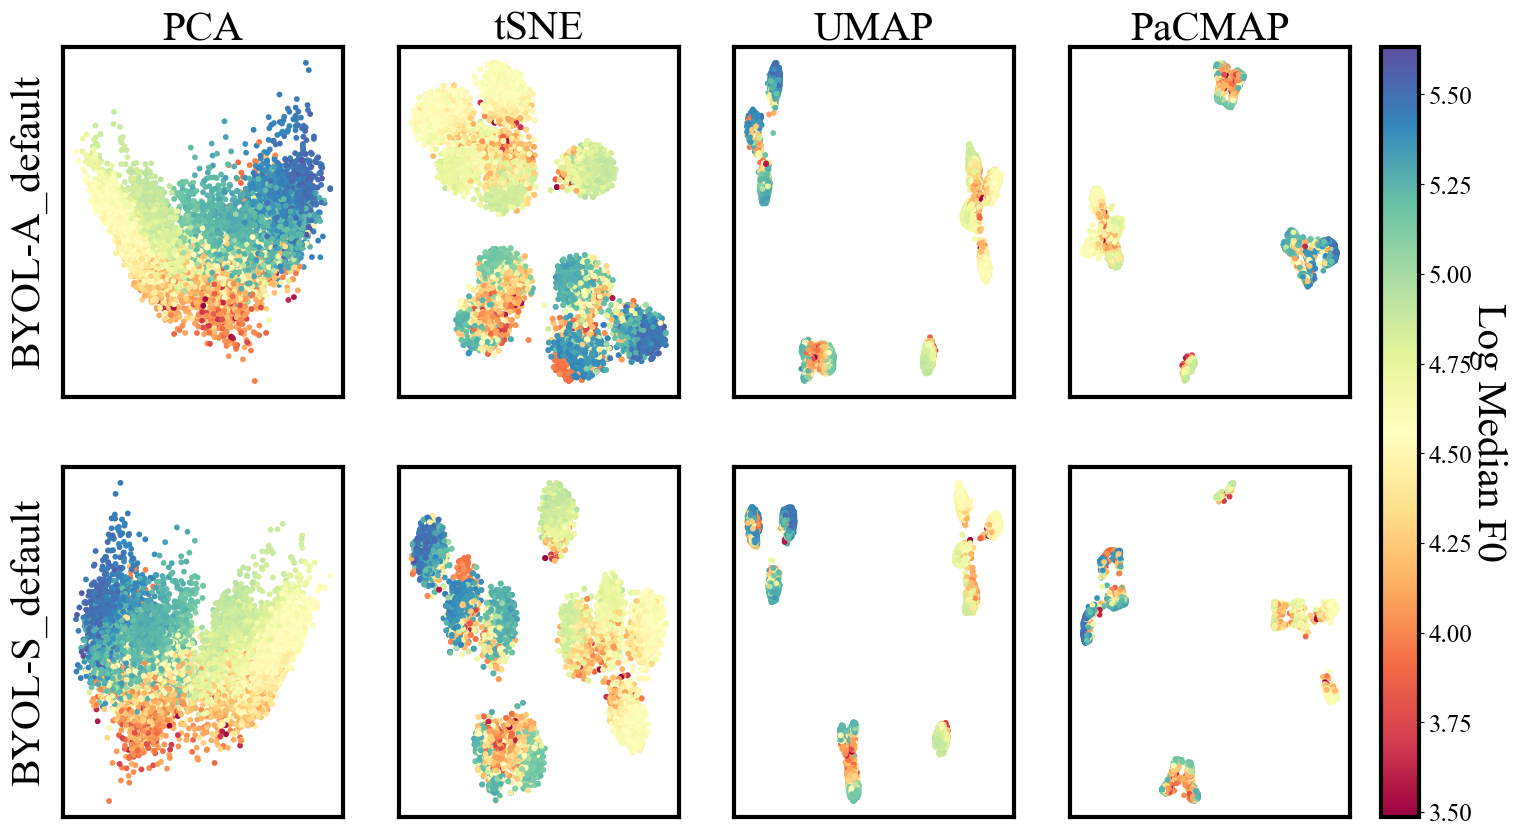 PCA
tSNE
UMAP
PaCMAP
BYOL-A_default
BYOL-S_default
5.50
5.25
5.00
4.75
4.50
4.25
4.00
3.75
3.50
Log Median F0